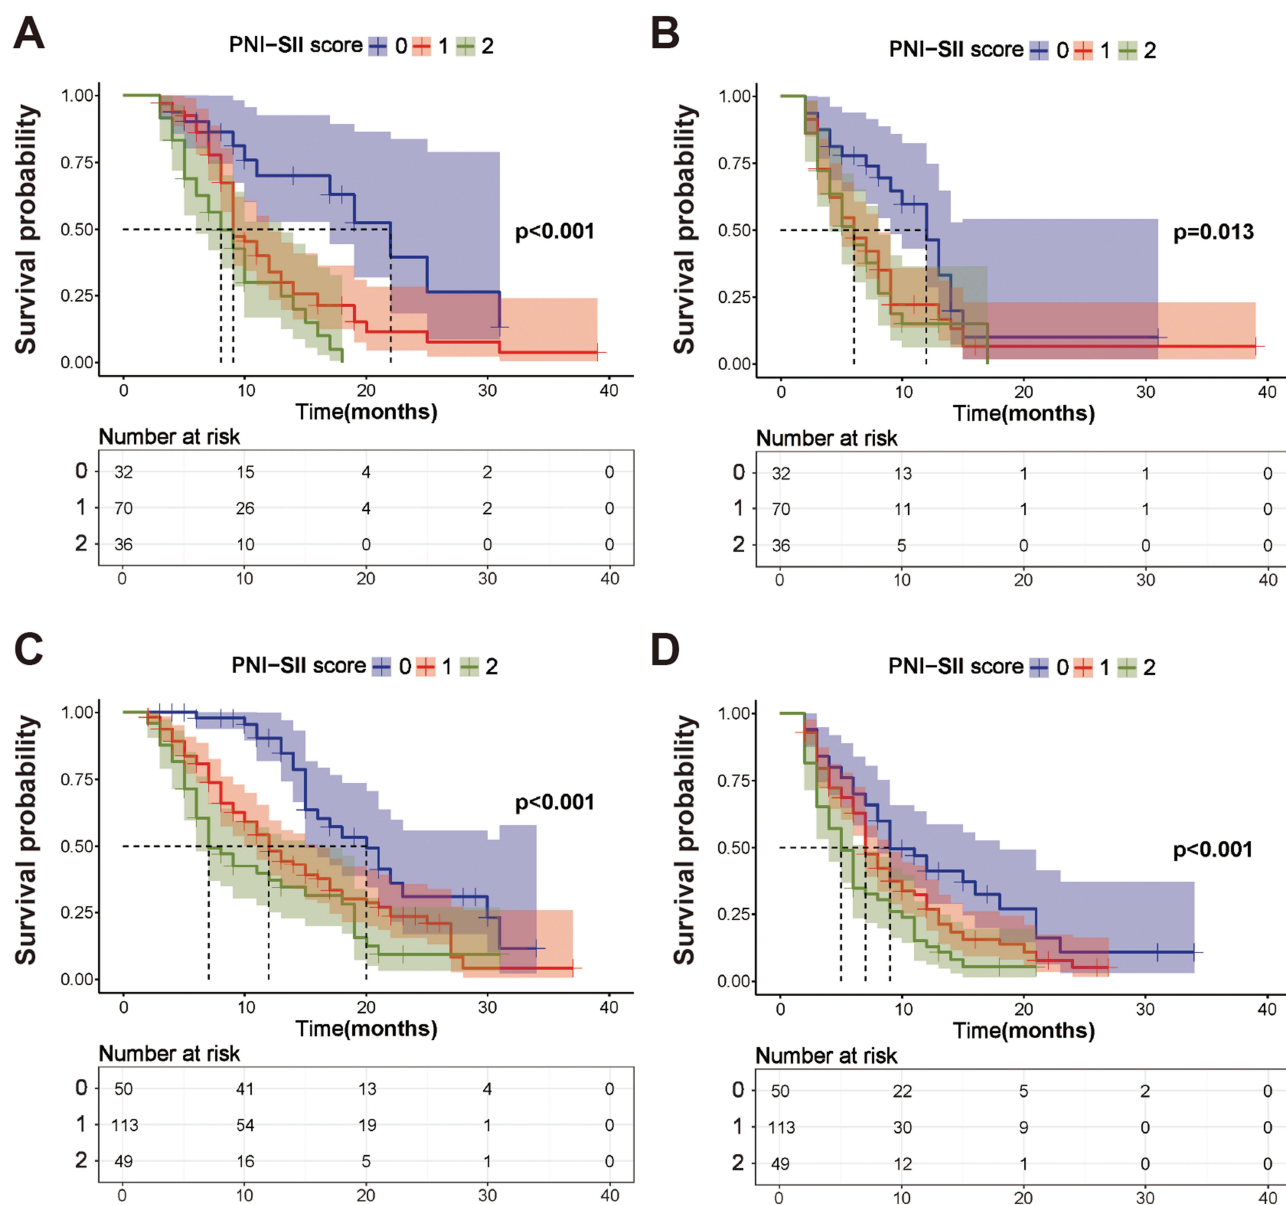 A
PNI–SII score 0 1 2
Survival probability
1.00
0.75
0.50
0.25
0.00
p<0.001
0 10 20 30 40
Time(months)
Number at risk
0 32 15 4 2 0
1 70 26 4 2 0
2 36 10 0 0 0
0 10 20 30 40
B
PNI–SII score 0 1 2
Survival probability
1.00
0.75
0.50
0.25
0.00
p=0.013
0 10 20 30 40
Time(months)
Number at risk
0 32 13 1 1 0
1 70 11 1 1 0
2 36 5 0 0 0
0 10 20 30 40
C
PNI–SII score 0 1 2
Survival probability
1.00
0.75
0.50
0.25
0.00
p<0.001
0 10 20 30 40
Time(months)
Number at risk
0 50 41 13 4 0
1 113 54 19 1 0
2 49 16 5 1 0
0 10 20 30 40
D
PNI–SII score 0 1 2
Survival probability
1.00
0.75
0.50
0.25
0.00
p<0.001
0 10 20 30 40
Time(months)
Number at risk
0 50 22 5 2 0
1 113 30 9 0 0
2 49 12 1 0 0
0 10 20 30 40